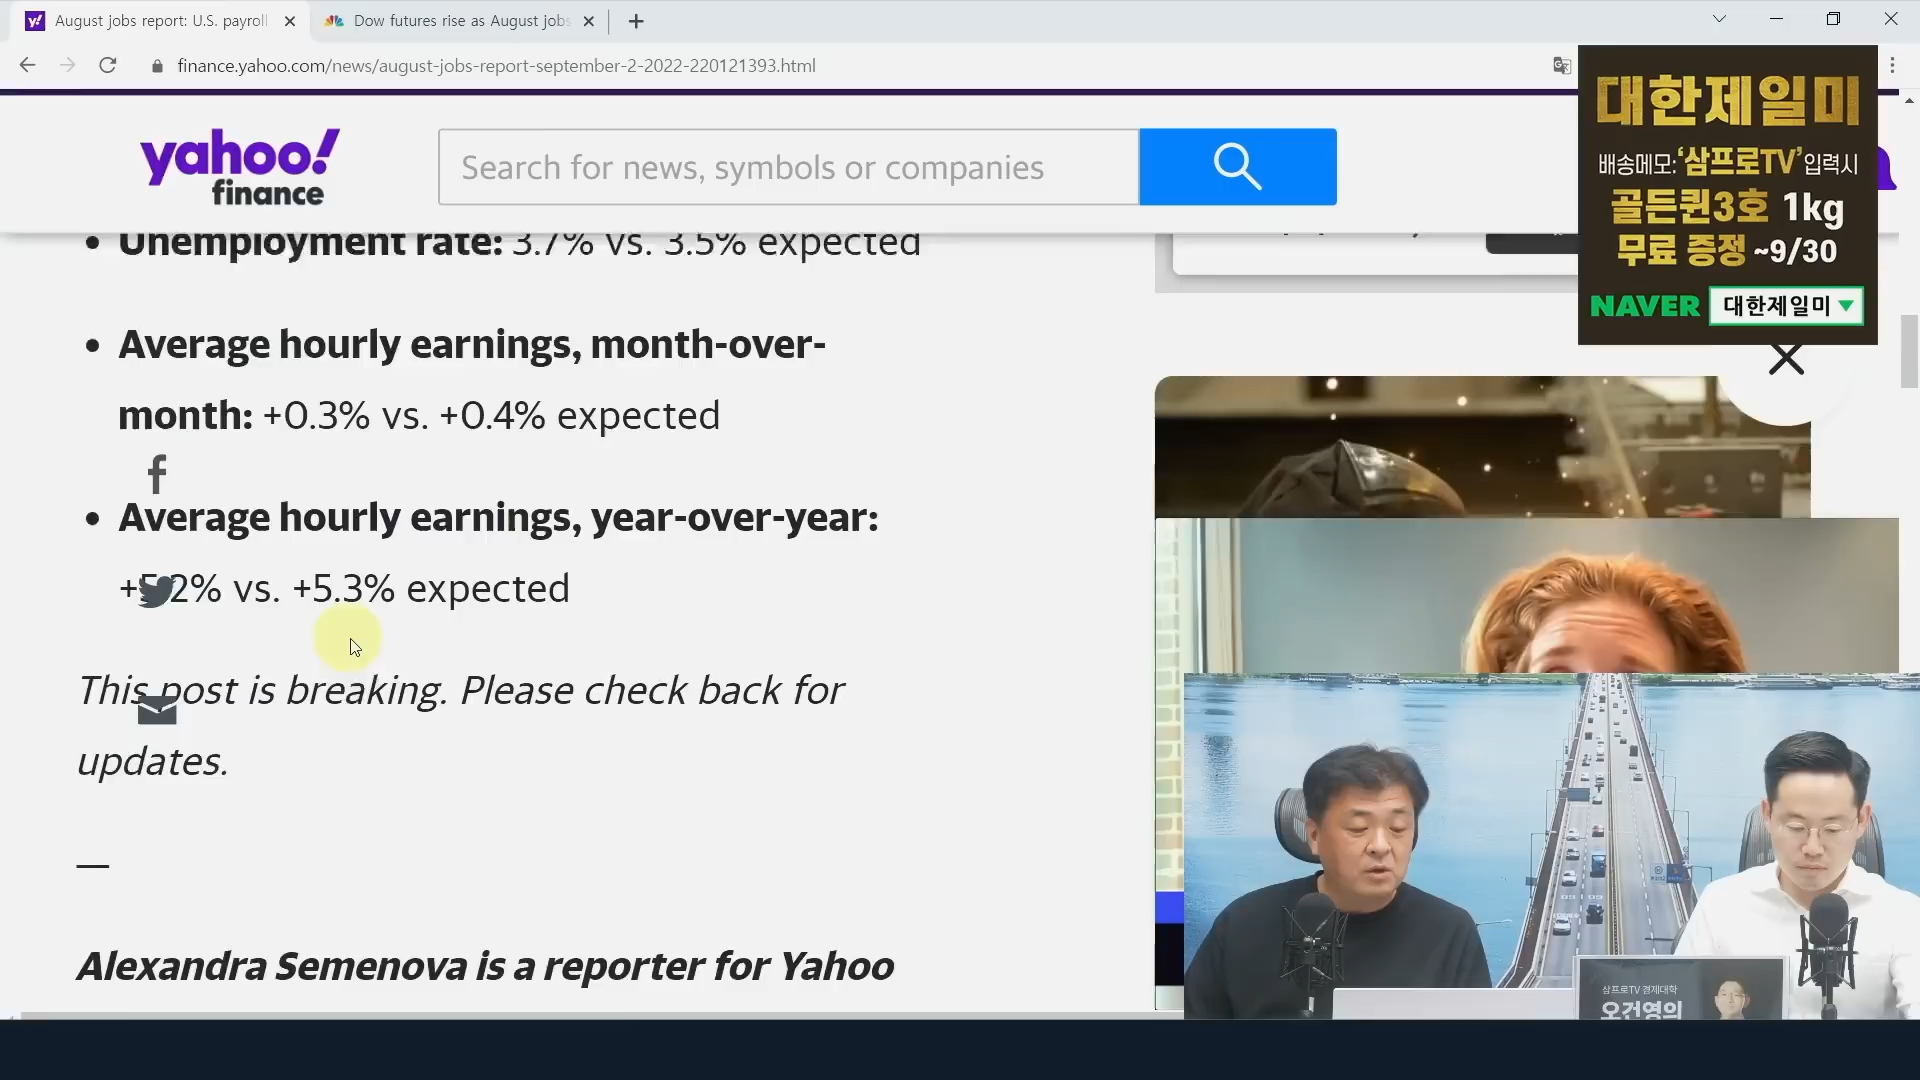 August jobs report: U.S. payroll
Dow futures rise as August jobs
finance.yahoo.com/news/august-jobs-report-september-2-2022-220121393.html
yahoo!
finance
Search for news, symbols or companies
대한제일미
배송메모:'삼프로TV'입력시
골든퀸3호 1kg
무료 증정 ~9/30
NAVER 대한제일미
Unemployment rate: 3.7% vs. 3.5% expected
Average hourly earnings, month-over-
month: +0.3% vs. +0.4% expected
Average hourly earnings, year-over-year:
+5.2% vs. +5.3% expected
This post is breaking. Please check back for
updates.
—
Alexandra Semenova is a reporter for Yahoo
삼프로TV 경제대학
오건영의